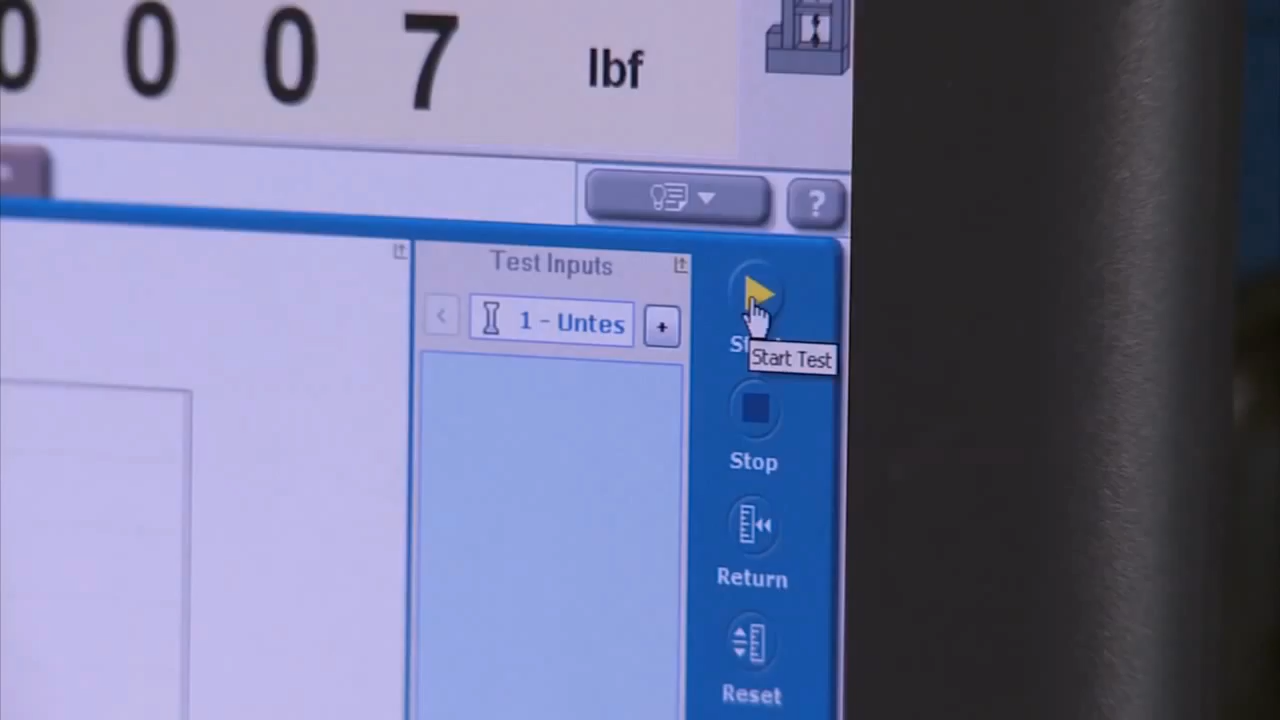 0 0 0 7 lbf
?
Test Inputs
1 - Untes
+
Start Test
Stop
Return
Reset